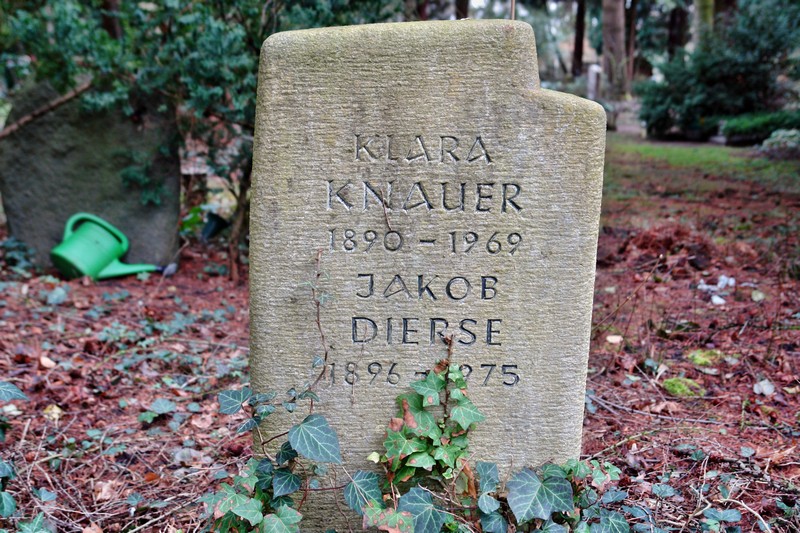 KLARA
KNAUER
1890 – 1969
JAKOB
DIERSE
1896 – 1975